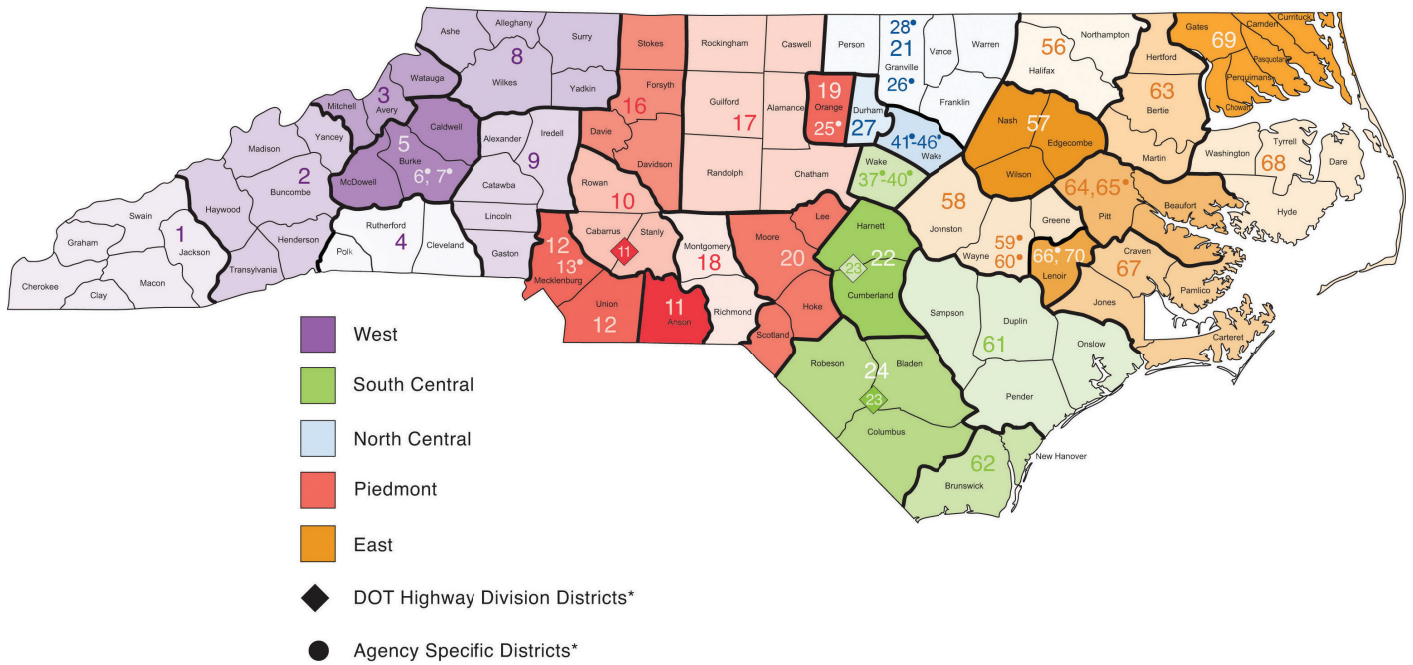 Ashe
Alleghany
Surry
8
Wilkes
Yadkin
Watauga
3
Mitchell
Avery
Yancey
Madison
2
Buncombe
Haywood
Henderson
Transylvania
Swain
1
Graham
Jackson
Macon
Cherokee
Clay
5
Caldwell
Burke
6•, 7•
McDowell
Rutherford
4
Polk
Cleveland
Alexander
Iredell
9
Catawba
Lincoln
Gaston
Stokes
Forsyth
16
Davie
Davidson
Rowan
10
Cabarrus
Stanly
11
12
13•
Mecklenburg
Union
12
11
Anson
Montgomery
18
Richmond
Rockingham
Caswell
Guilford
Alamance
17
Randolph
Chatham
19
Orange
25•
Durham
27
Person
28•
21
Granville
26•
Vance
Warren
Franklin
41•-46•
Wake
Wake
37•-40•
Lee
Moore
20
Hoke
Scotland
Harnett
23
22
Cumberland
Robeson
Bladen
24
23
Columbus
56
Northampton
Halifax
Nash
57
Edgecombe
Wilson
58
Jonnston
Wayne
59•
60•
Greene
66,• 70
Lenoir
64,65•
Pitt
Beaufort
Craven
67
Pamlico
Jones
Carteret
Hertford
63
Bertie
Martin
Gates
69
Camden
Currituck
Pasquotank
Perquimans
Chowan
Washington
Tyrrell
68
Dare
Hyde
Sampson
Duplin
61
Onslow
Pender
62
Brunswick
New Hanover
West
South Central
North Central
Piedmont
East
DOT Highway Division Districts*
Agency Specific Districts*